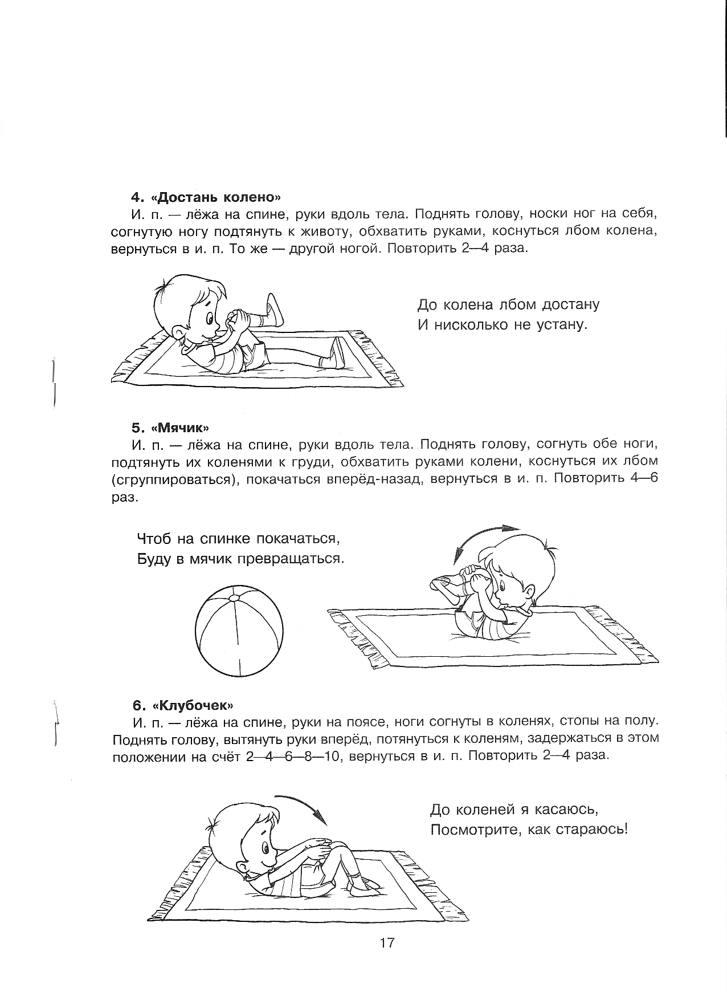 4. «Достань колено»
И. п. — лёжа на спине, руки вдоль тела. Поднять голову, носки ног на себя,
согнутую ногу подтянуть к животу, обхватить руками, коснуться лбом колена,
вернуться в и. п. То же — другой ногой. Повторить 2—4 раза.
До колена лбом достану
И нисколько не устану.
5. «Мячик»
И. п. — лёжа на спине, руки вдоль тела. Поднять голову, согнуть обе ноги,
подтянуть их коленями к груди, обхватить руками колени, коснуться их лбом
(сгруппироваться), покачаться вперёд-назад, вернуться в и. п. Повторить 4—6
раз.
Чтоб на спинке покачаться,
Буду в мячик превращаться.
6. «Клубочек»
И. п. — лёжа на спине, руки на поясе, ноги согнуты в коленях, стопы на полу.
Поднять голову, вытянуть руки вперёд, потянуться к коленям, задержаться в этом
положении на счёт 2—4—6—8—10, вернуться в и. п. Повторить 2—4 раза.
До коленей я касаюсь,
Посмотрите, как стараюсь!
17